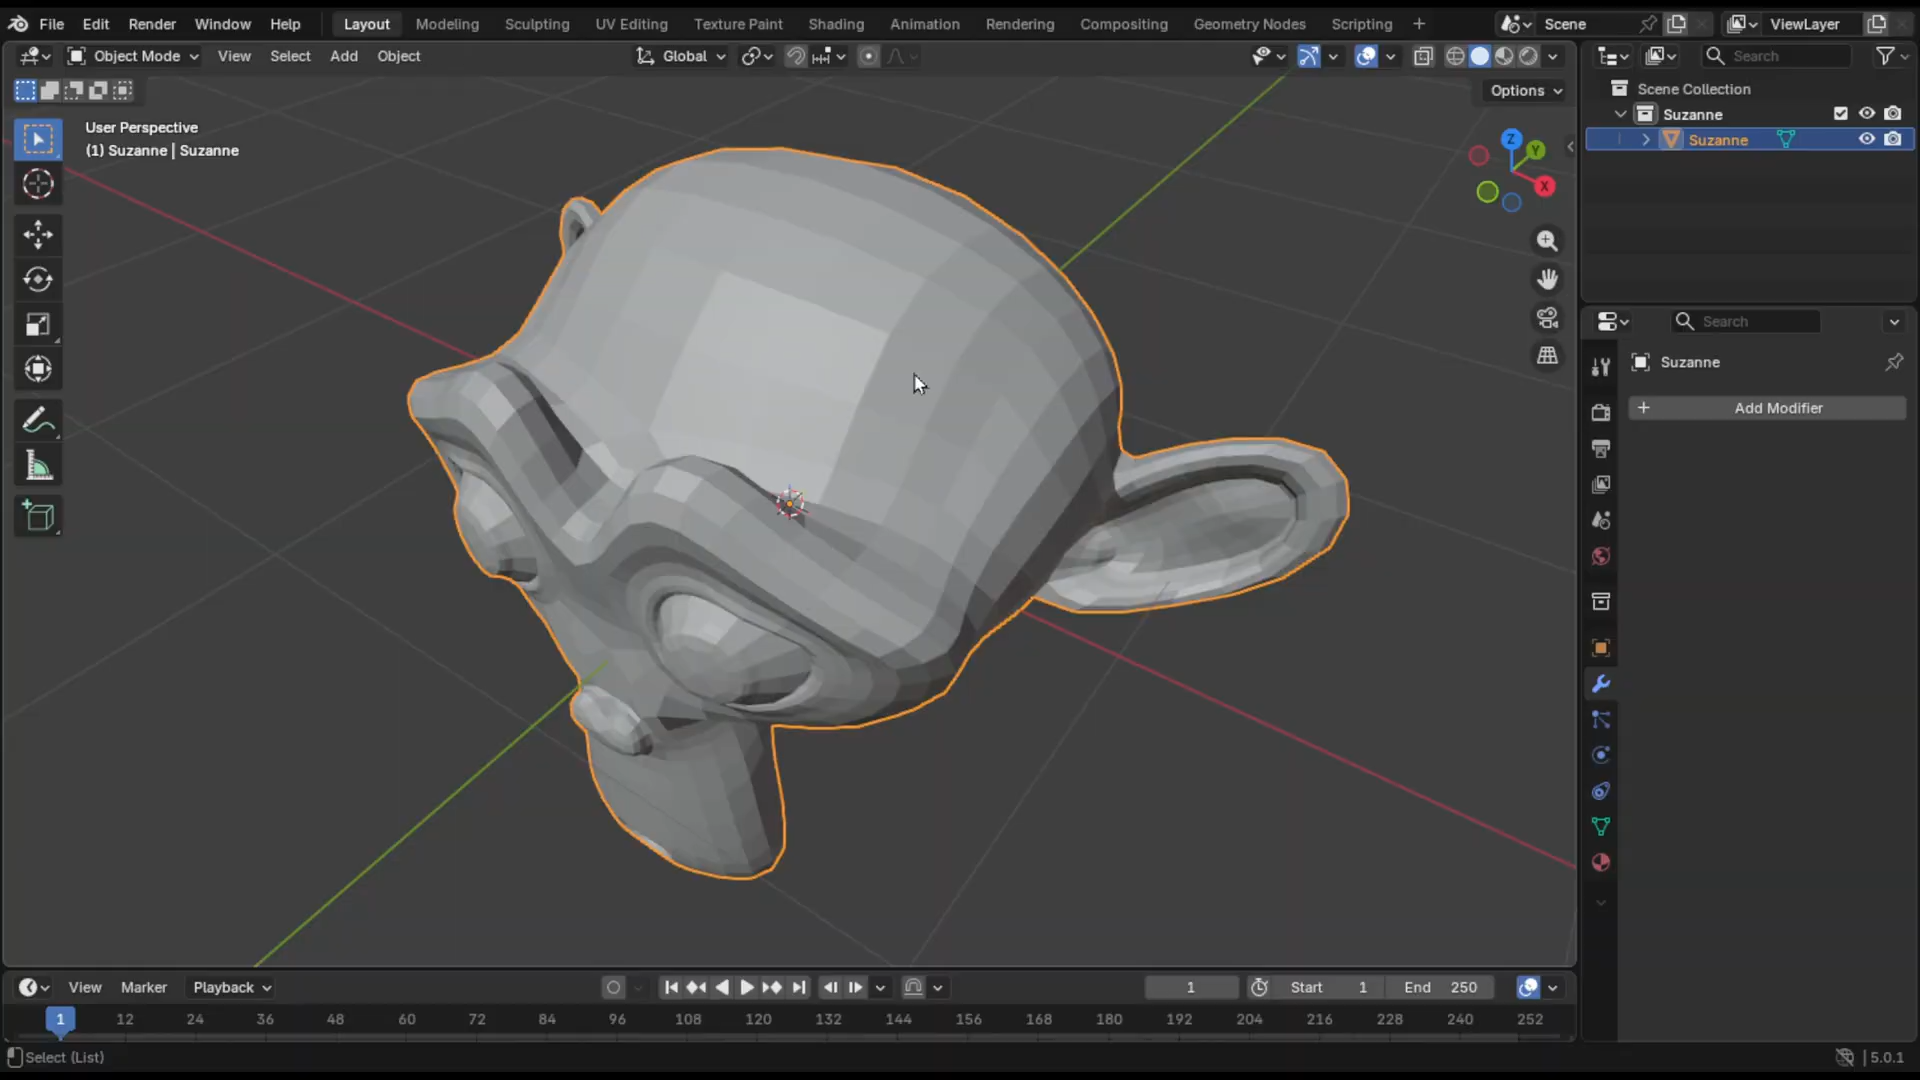 File Edit Render Window Help Layout Modeling Sculpting UV Editing Texture Paint Shading Animation Rendering Compositing Geometry Nodes Scripting + Scene ViewLayer
Object Mode View Select Add Object Global Search
Options
Scene Collection
User Perspective
(1) Suzanne | Suzanne
Suzanne
Suzanne
Z
Y
X
Search
Suzanne
+ Add Modifier
View Marker Playback 1 Start 1 End 250
1 12 24 36 48 60 72 84 96 108 120 132 144 156 168 180 192 204 216 228 240 252
Select (List) 5.0.1